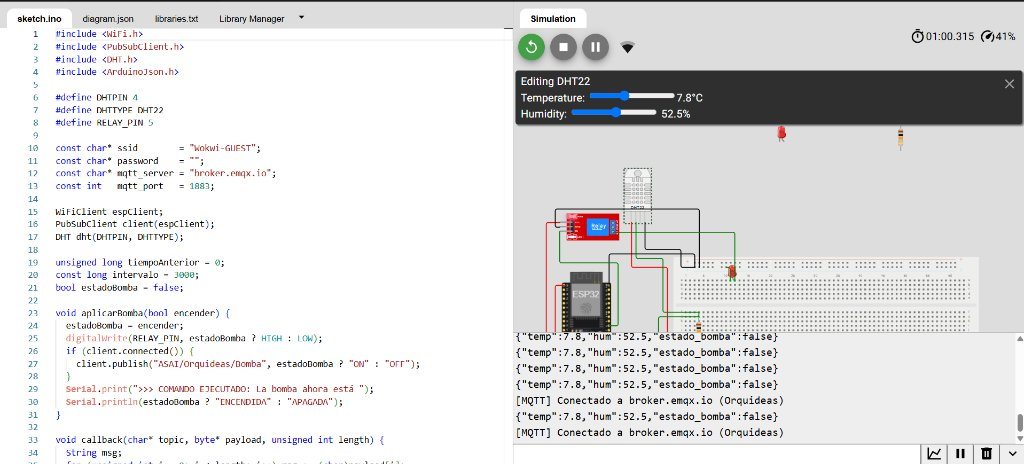 sketch.ino
diagram.json
libraries.txt
Library Manager
1 #include <WiFi.h>
2 #include <PubSubClient.h>
3 #include <DHT.h>
4 #include <ArduinoJson.h>
5
6 #define DHTPIN 4
7 #define DHTTYPE DHT22
8 #define RELAY_PIN 5
9
10 const char* ssid = "Wokwi-GUEST";
11 const char* password = "";
12 const char* mqtt_server = "broker.emqx.io";
13 const int mqtt_port = 1883;
14
15 WiFiClient espClient;
16 PubSubClient client(espClient);
17 DHT dht(DHTPIN, DHTTYPE);
18
19 unsigned long tiempoAnterior = 0;
20 const long intervalo = 3000;
21 bool estadoBomba = false;
22
23 void aplicarBomba(bool encender) {
24 estadoBomba = encender;
25 digitalWrite(RELAY_PIN, estadoBomba ? HIGH : LOW);
26 if (client.connected()) {
27 client.publish("ASAI/Orquideas/Bomba", estadoBomba ? "ON" : "OFF");
28 }
29 Serial.print(">>> COMANDO EJECUTADO: La bomba ahora está ");
30 Serial.println(estadoBomba ? "ENCENDIDA" : "APAGADA");
31 }
32
33 void callback(char* topic, byte* payload, unsigned int length) {
34 String msg;
Simulation
01:00.315 41%
Editing DHT22
Temperature: 7.8°C
Humidity: 52.5%
DHT22
Relay
ESP32
{"temp":7.8,"hum":52.5,"estado_bomba":false}
{"temp":7.8,"hum":52.5,"estado_bomba":false}
{"temp":7.8,"hum":52.5,"estado_bomba":false}
{"temp":7.8,"hum":52.5,"estado_bomba":false}
[MQTT] Conectado a broker.emqx.io (Orquideas)
{"temp":7.8,"hum":52.5,"estado_bomba":false}
[MQTT] Conectado a broker.emqx.io (Orquideas)